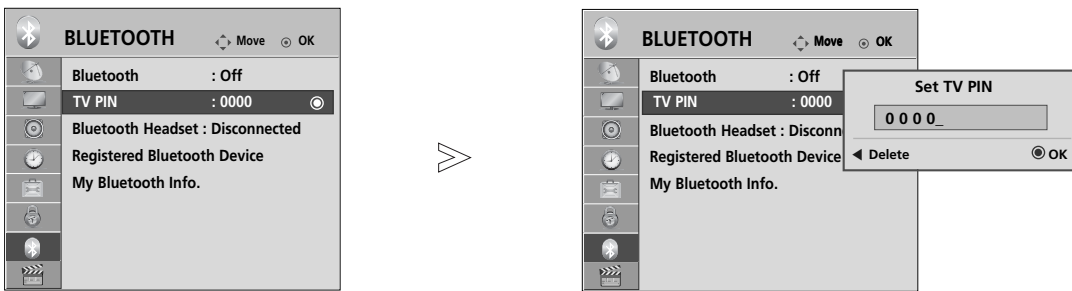 BLUETOOTH Move OK
Bluetooth : Off
TV PIN : 0000
Bluetooth Headset : Disconnected
Registered Bluetooth Device
My Bluetooth Info.
BLUETOOTH Move OK
Bluetooth : Off
TV PIN : 0000
Bluetooth Headset : Disconn
Registered Bluetooth Device
My Bluetooth Info.
Set TV PIN
0 0 0 0_
Delete OK